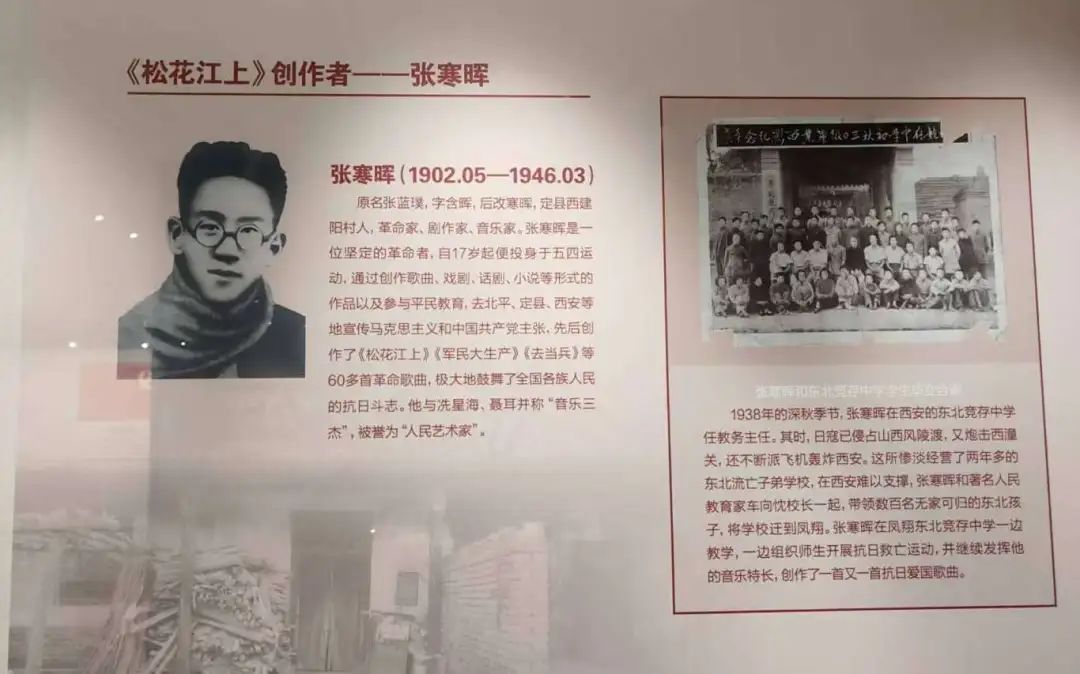 《松花江上》创作者——张寒晖
张寒晖（1902.05—1946.03）
原名张蓝璞，字含晖，后改寒晖，定县西建
阳村人，革命家、剧作家、音乐家。张寒晖是一
位坚定的革命者，自17岁起便投身于五四运
动，通过创作歌曲、戏剧、话剧、小说等形式的
作品以及参与平民教育，去北平、定县、西安等
地宣传马克思主义和中国共产党主张，先后创
作了《松花江上》《军民大生产》《去当兵》等
60多首革命歌曲，极大地鼓舞了全国各族人民
的抗日斗志。他与冼星海、聂耳并称“音乐三
杰”，被誉为“人民艺术家”。
张寒晖和东北竞存中学学生毕业合影
1938年的深秋季节，张寒晖在西安的东北竞存中学
任教务主任。其时，日寇已侵占山西风陵渡，又炮击西潼
关，还不断派飞机轰炸西安。这所惨淡经营了两年多的
东北流亡子弟学校，在西安难以支撑，张寒晖和著名人民
教育家车向忱校长一起，带领数百名无家可归的东北孩
子，将学校迁到凤翔。张寒晖在凤翔东北竞存中学一边
教学，一边组织师生开展抗日救亡运动，并继续发挥他
的音乐特长，创作了一首又一首抗日爱国歌曲。